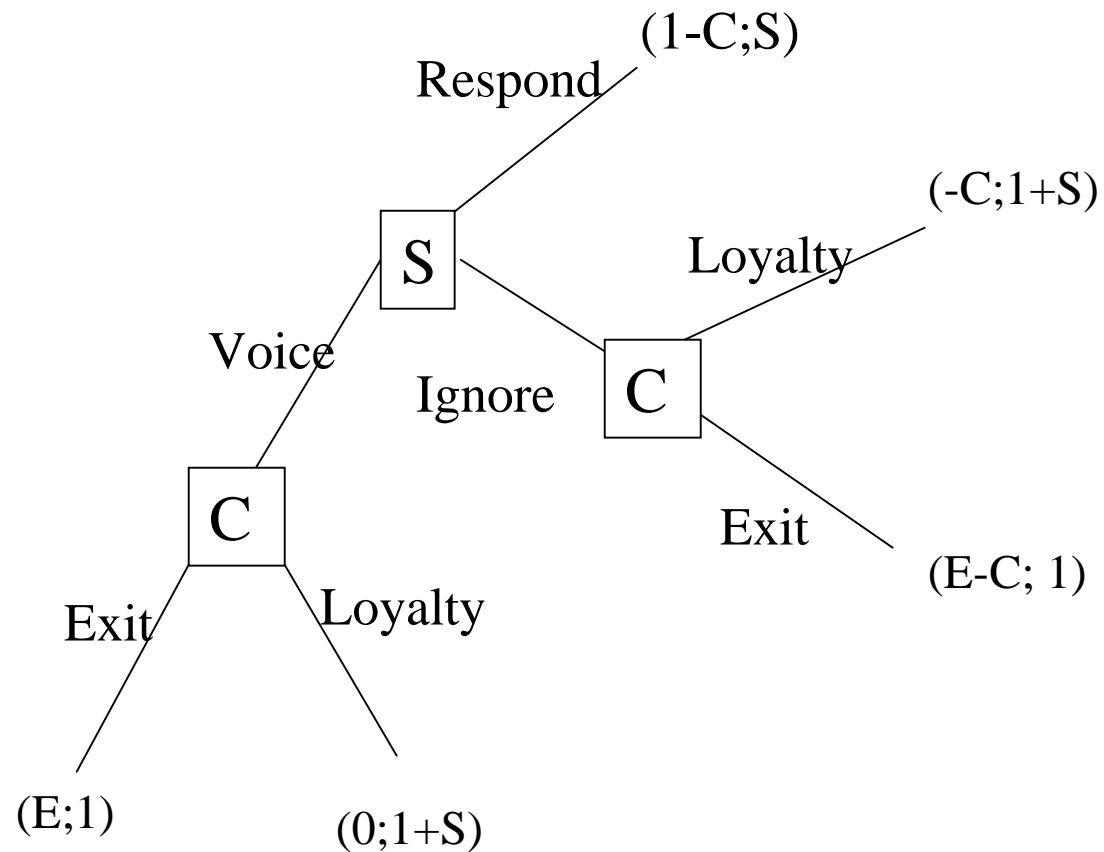 (1-C;S)
Respond
(-C;1+S)
Loyalty
S
Voice
Ignore
C
C
Exit
(E-C; 1)
Exit
Loyalty
(E;1)
(0;1+S)